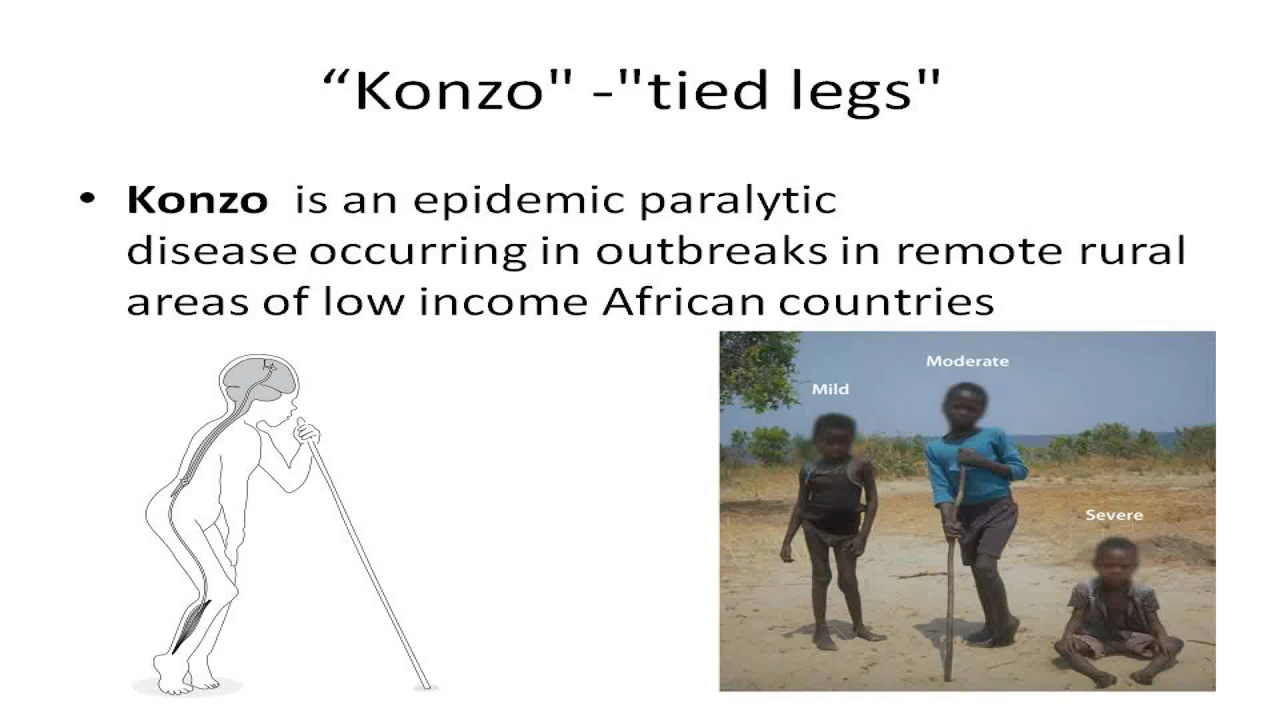 “Konzo" -"tied legs"
• Konzo is an epidemic paralytic
disease occurring in outbreaks in remote rural
areas of low income African countries
Moderate
Mild
Severe